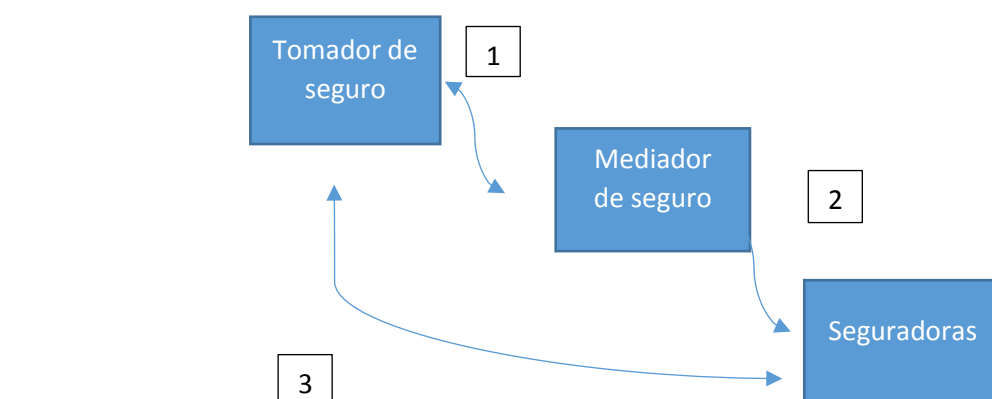 Tomador de
seguro
1
Mediador
de seguro
2
Seguradoras
3